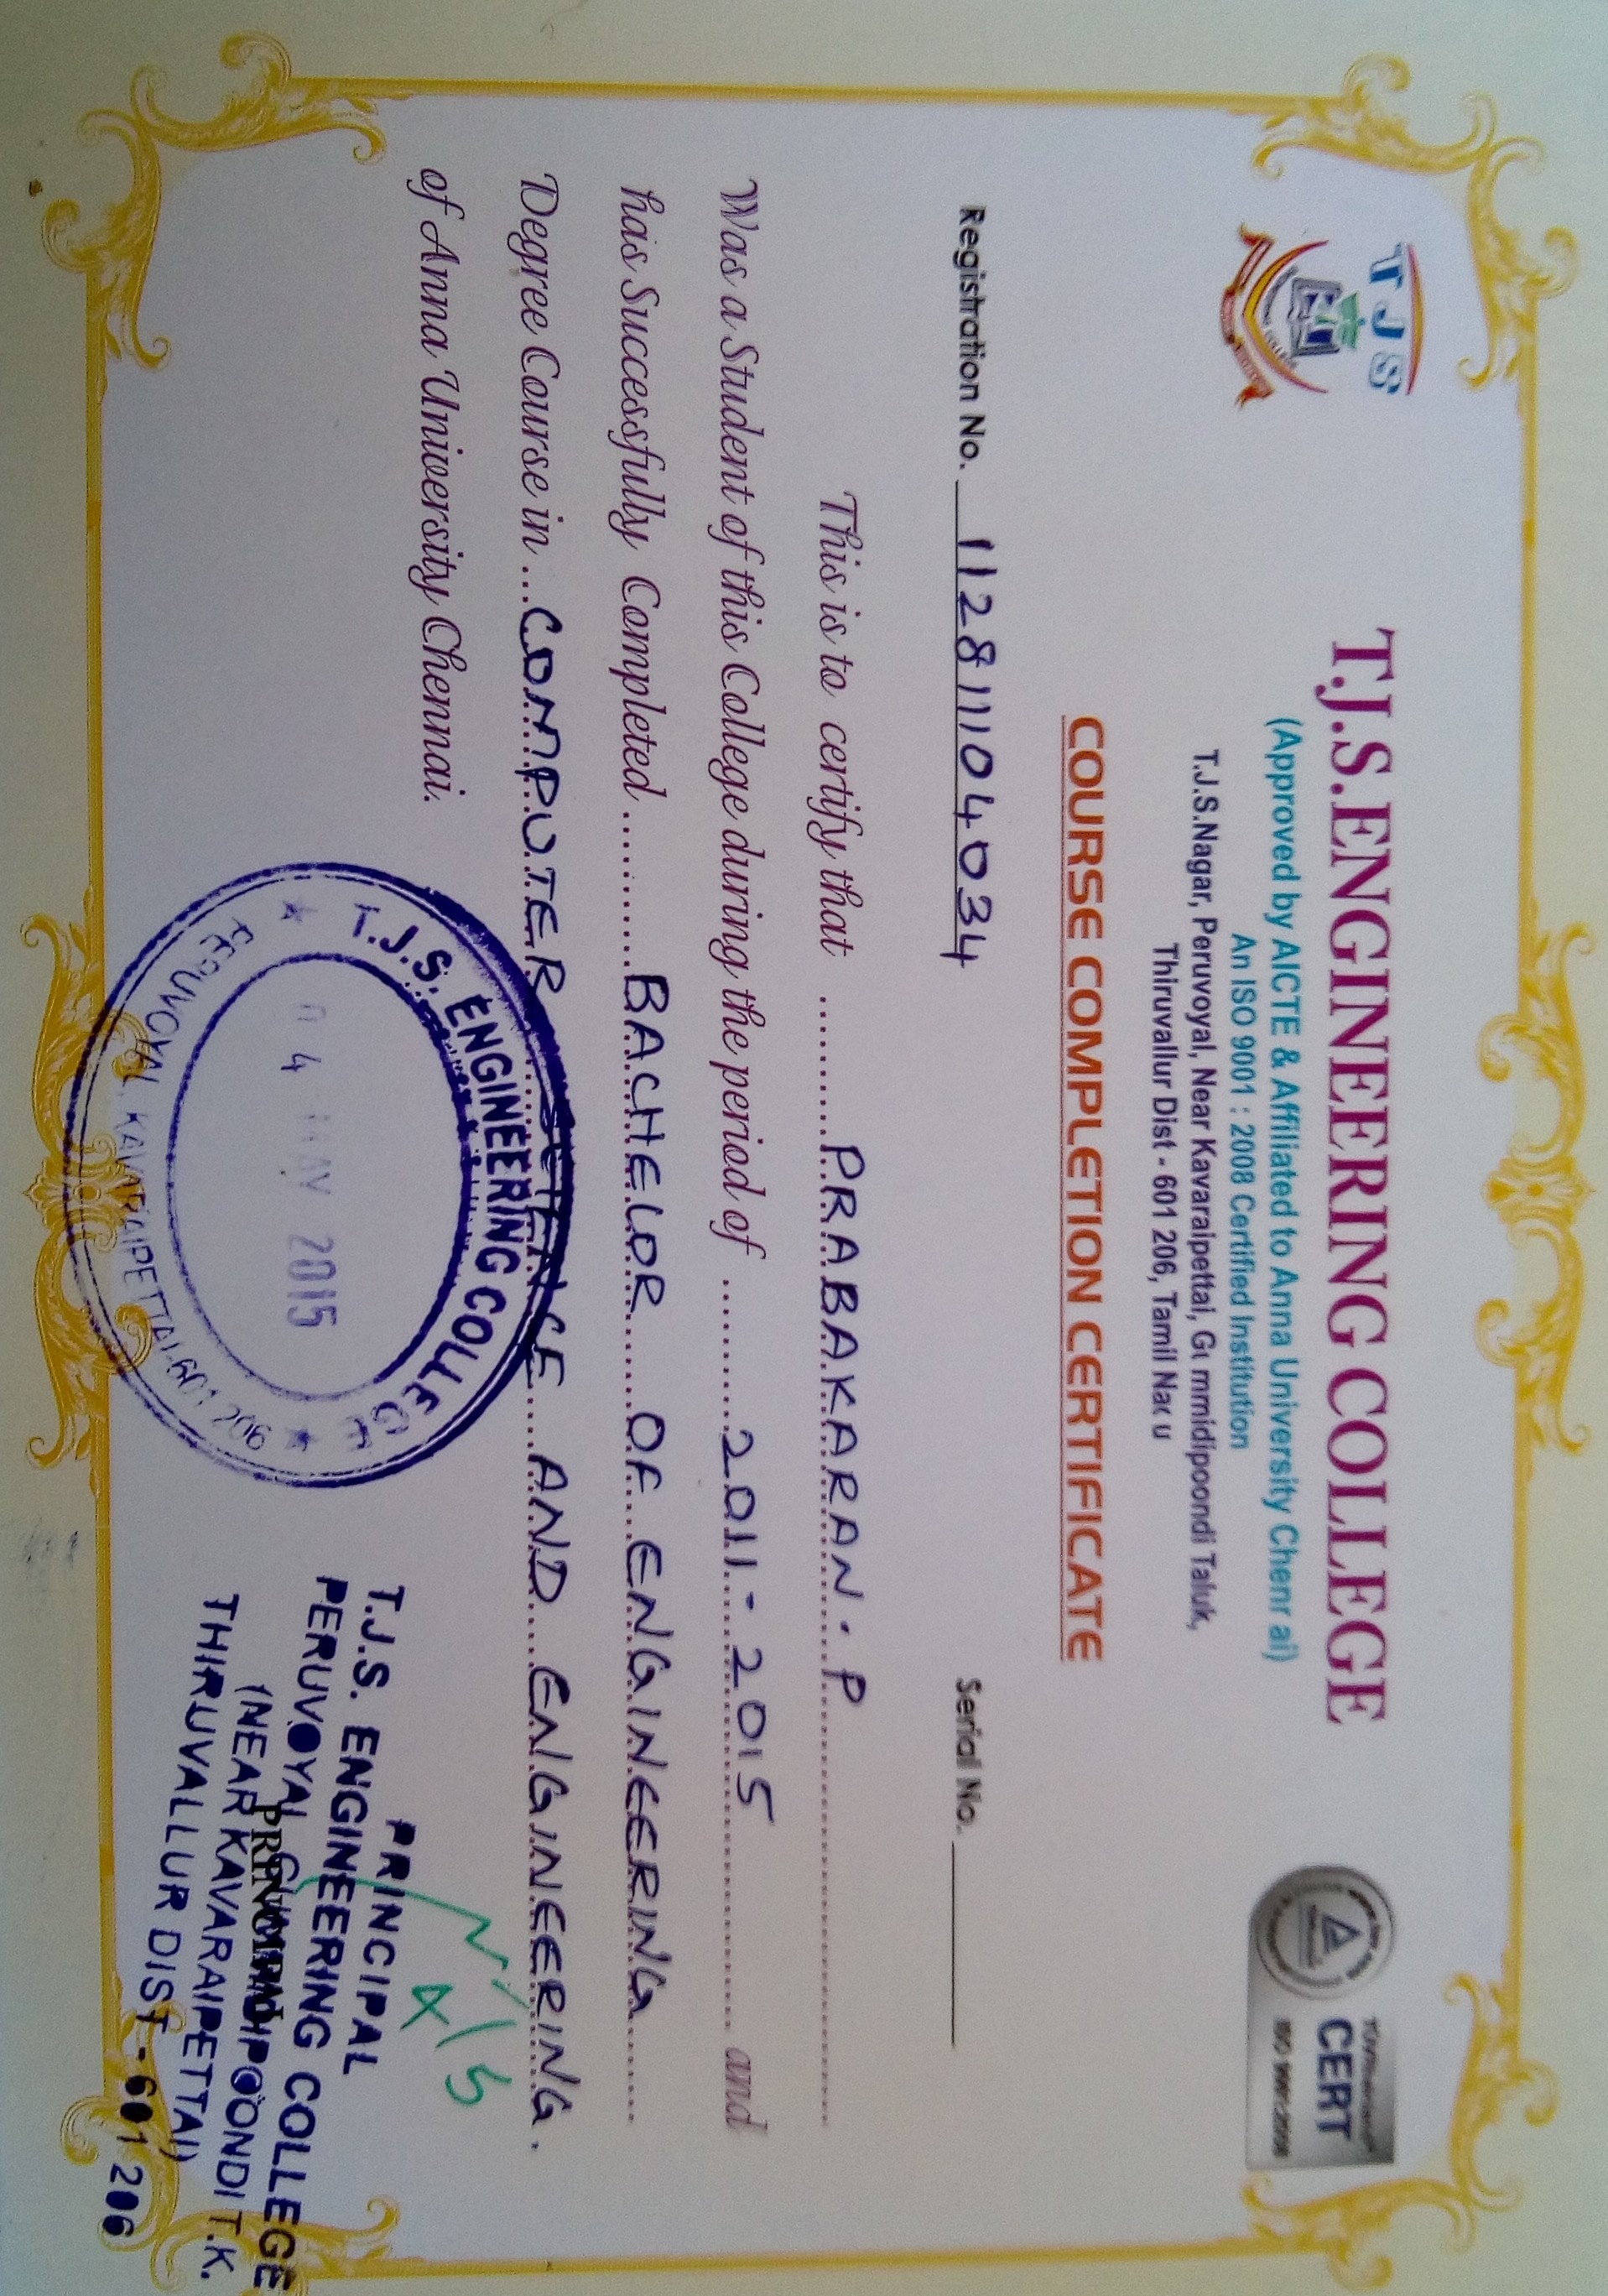 TJS
T.J.S.ENGINEERING COLLEGE
(Approved by AICTE & Affiliated to Anna University Chennai)
An ISO 9001 : 2008 Certified Institution
T.J.S.Nagar, Peruvoyal, Near Kavaraipettai, Gummidipoondi Taluk,
Thiruvallur Dist - 601 206, Tamil Nadu
CERT
ISO 9001:2008
COURSE COMPLETION CERTIFICATE
Registration No. 112811104034 Serial No.
This is to certify that PRABAKARAN. P
Was a Student of this College during the period of 2011 - 2015 and
has Successfully Completed BACHELOR OF ENGINEERING
Degree Course in COMPUTER SCIENCE AND ENGINEERING.
of Anna University Chennai.
T.J.S. ENGINEERING COLLEGE
04 MAY 2015
PERUVOYAL, KAVARAIPETTAI-601 206
4/5
PRINCIPAL
T.J.S. ENGINEERING COLLEGE
PERUVOYAL, GUMMIDIPOONDI T.K.
(NEAR KAVARAIPETTAI)
THIRUVALLUR DIST - 601 206
PRINCIPAL